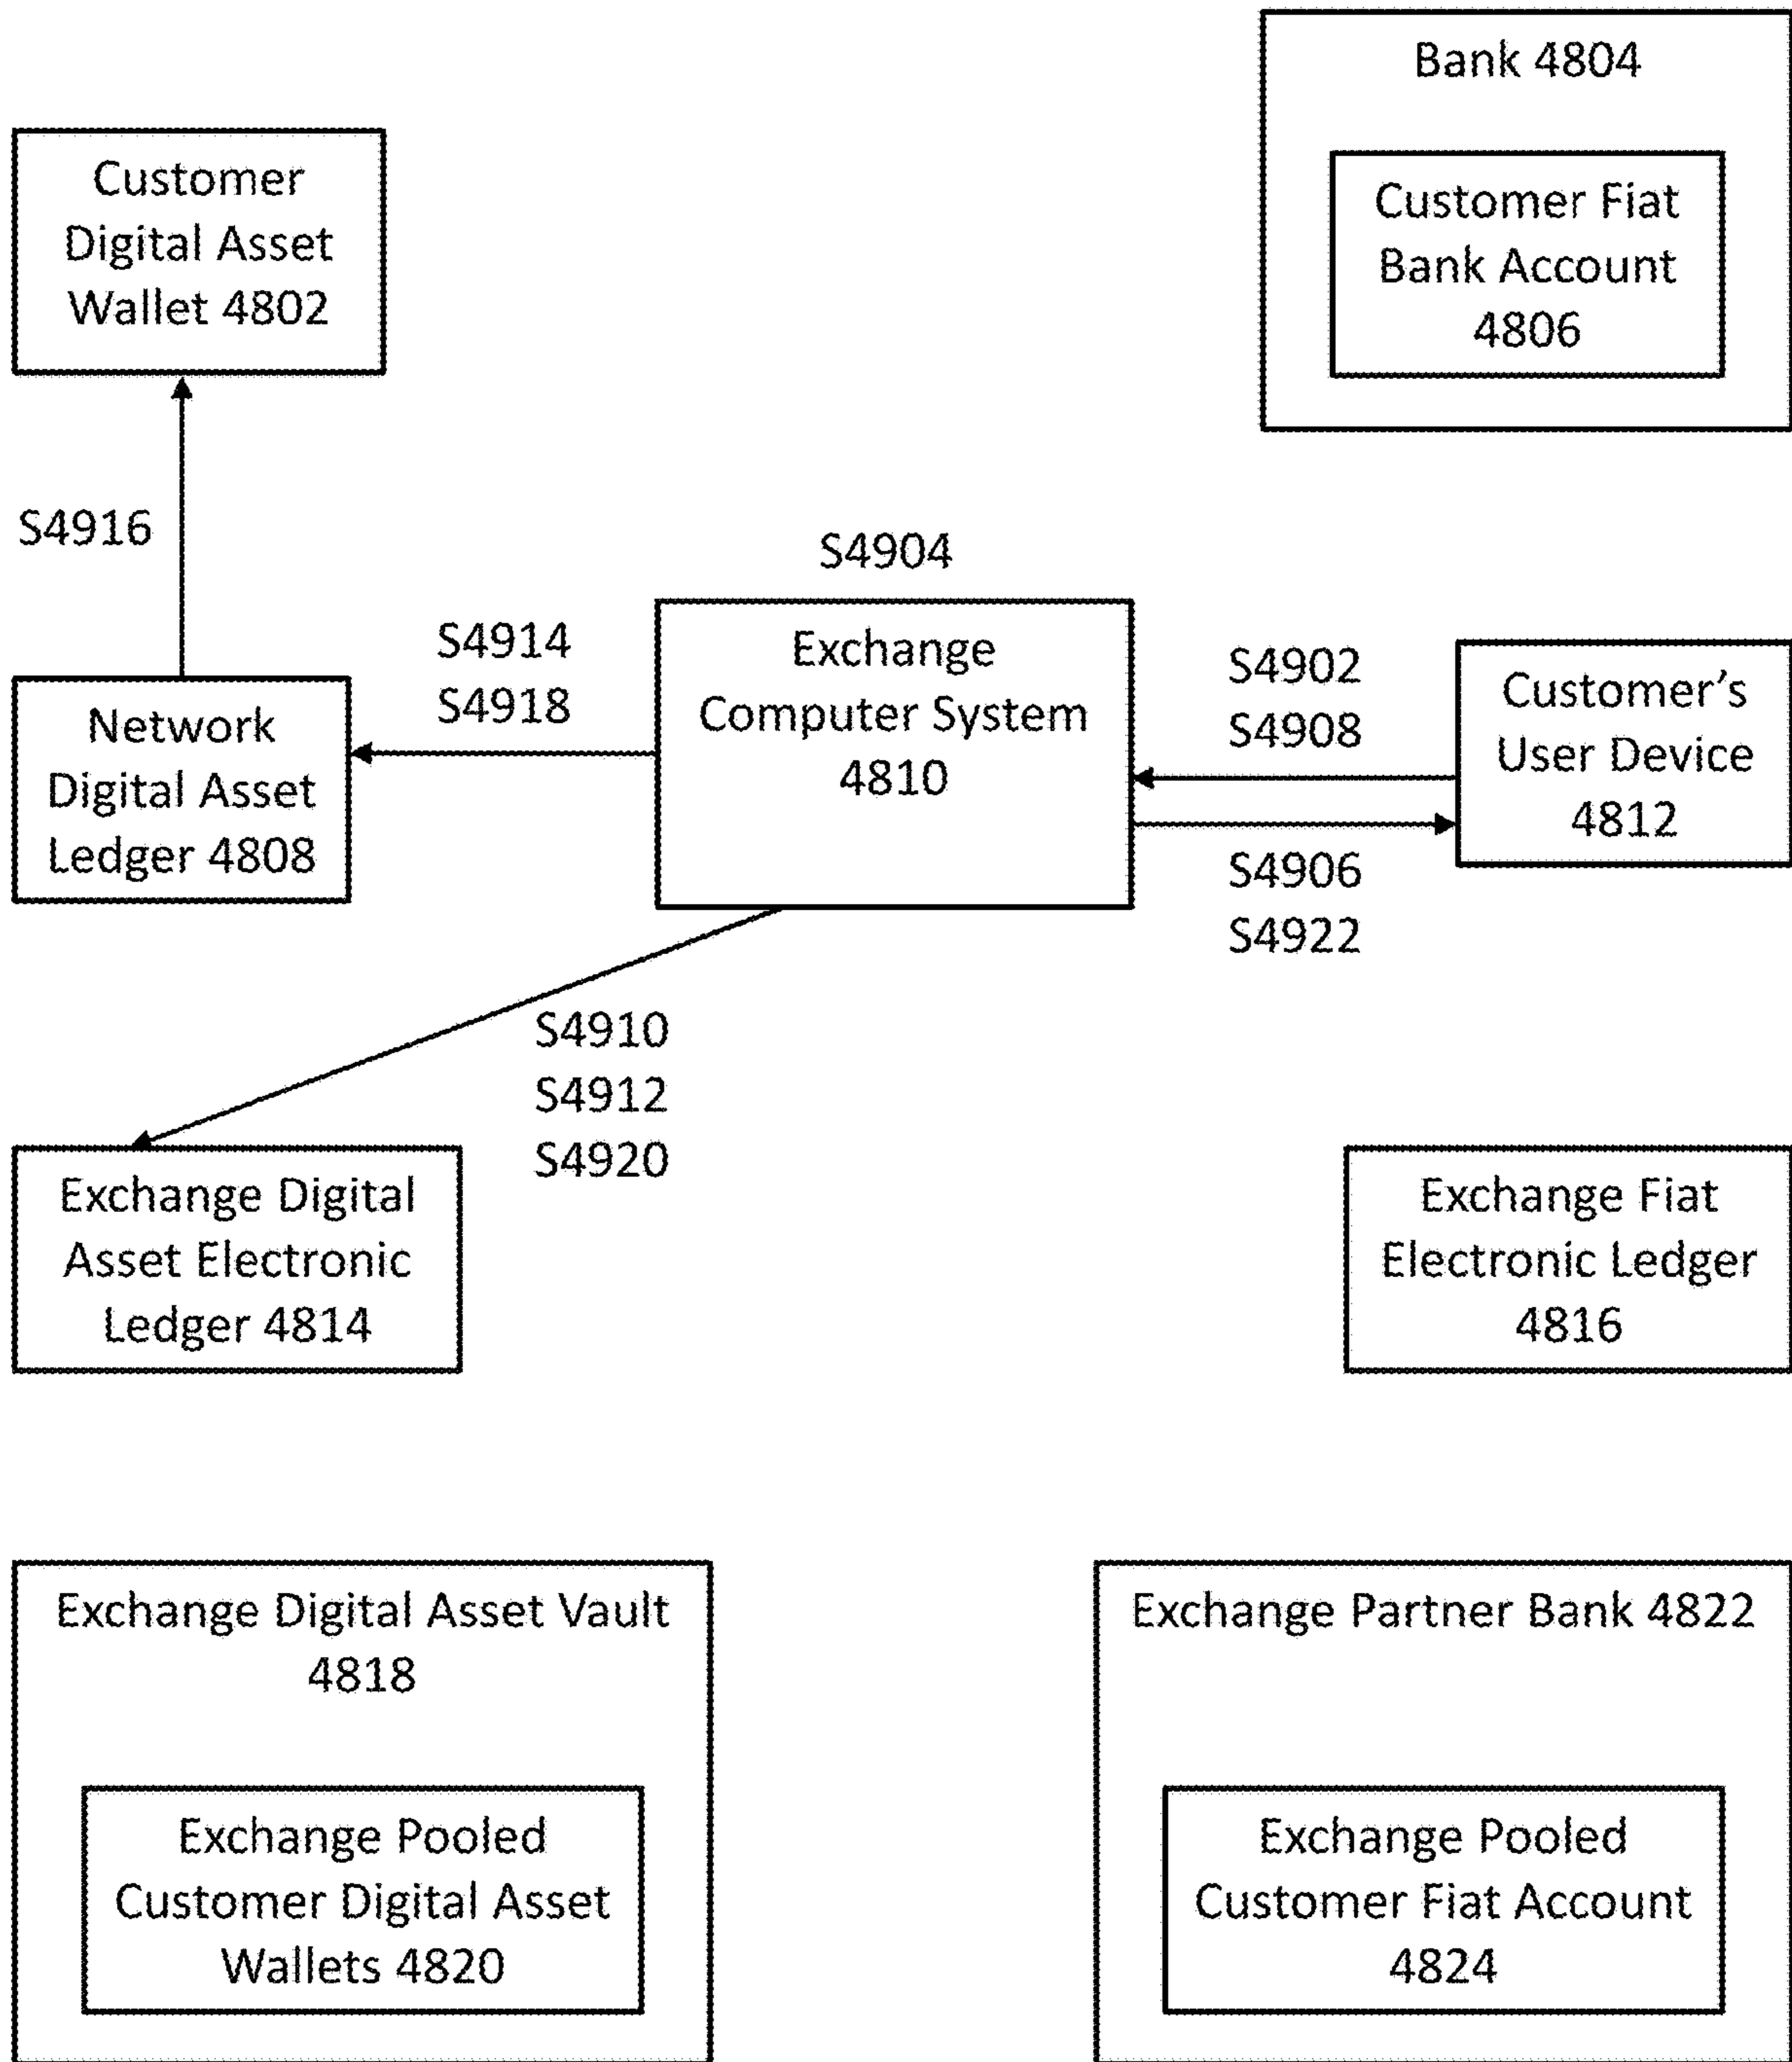 Bank 4804
Customer
Digital Asset
Wallet 4802
Customer Fiat
Bank Account
4806
S4916
S4904
S4914
S4918
Exchange
Computer System
4810
S4902
S4908
Customer's
User Device
4812
Network
Digital Asset
Ledger 4808
S4906
S4922
S4910
S4912
S4920
Exchange Digital
Asset Electronic
Ledger 4814
Exchange Fiat
Electronic Ledger
4816
Exchange Digital Asset Vault
4818
Exchange Partner Bank 4822
Exchange Pooled
Customer Digital Asset
Wallets 4820
Exchange Pooled
Customer Fiat Account
4824